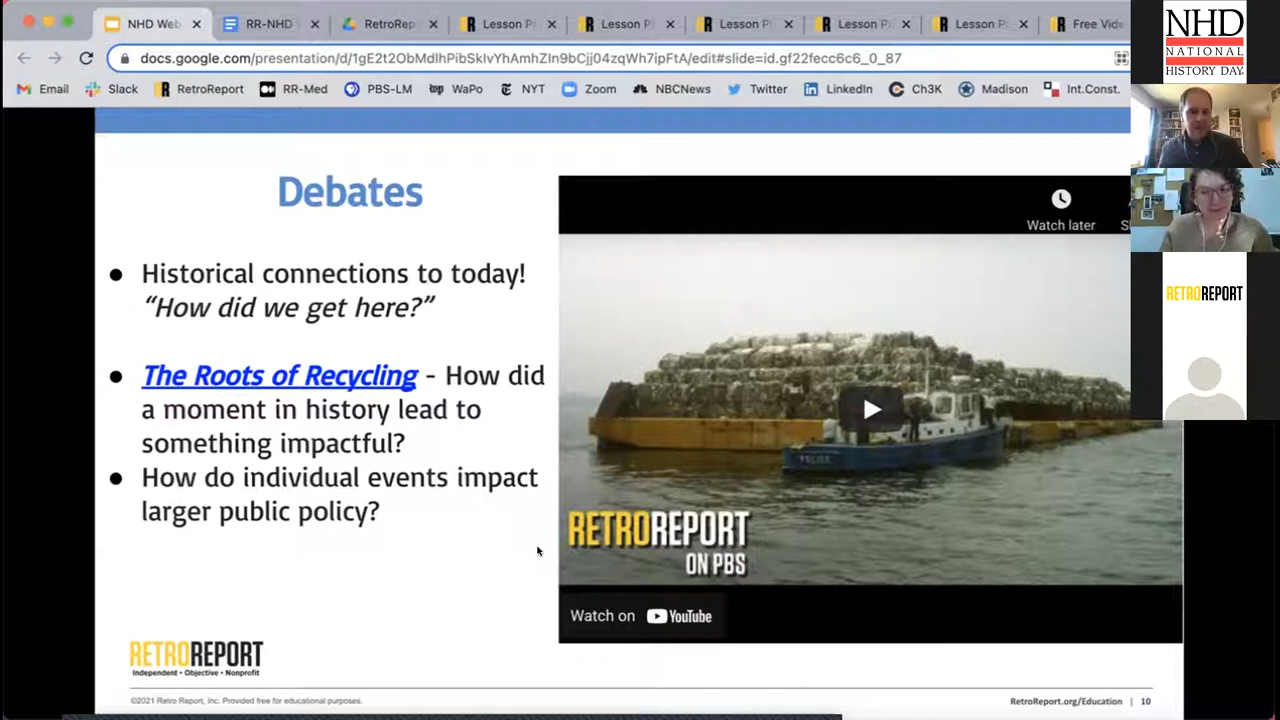 NHD Web
RR-NHD
RetroRep
Lesson P
Lesson P
Lesson P
Lesson P
Lesson P
Free Vide
docs.google.com/presentation/d/1gE2t2ObMdIhPibSkIvYhAmhZIn9bCjj04zqWh7ipFtA/edit#slide=id.gf22fecc6c6_0_87
Email
Slack
RetroReport
RR-Med
PBS-LM
WaPo
NYT
Zoom
NBCNews
Twitter
LinkedIn
Ch3K
Madison
Int.Const.
NHD
NATIONAL
HISTORY DAY
Debates
• Historical connections to today!
“How did we get here?”
• The Roots of Recycling - How did
a moment in history lead to
something impactful?
• How do individual events impact
larger public policy?
Watch later
RETROREPORT
ON PBS
Watch on YouTube
RETROREPORT
RETROREPORT
Independent • Objective • Nonprofit
©2021 Retro Report, Inc. Provided free for educational purposes.
RetroReport.org/Education | 10